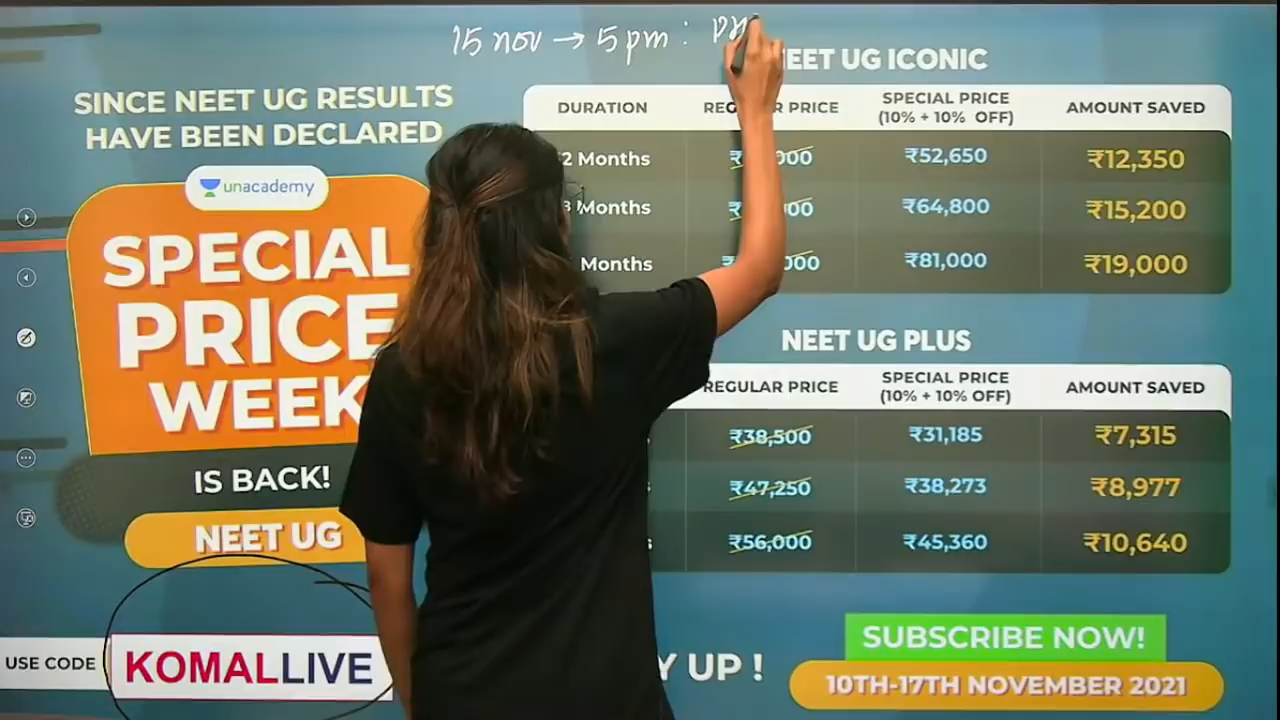 15 nov → 5 pm :
SINCE NEET UG RESULTS
HAVE BEEN DECLARED
unacademy
SPECIAL
PRICE
WEEK
IS BACK!
NEET UG
USE CODE KOMALLIVE
NEET UG ICONIC
DURATION PRICE SPECIAL PRICE (10% + 10% OFF) AMOUNT SAVED
Months ₹52,650 ₹12,350
Months ₹64,800 ₹15,200
Months ₹81,000 ₹19,000
NEET UG PLUS
REGULAR PRICE SPECIAL PRICE (10% + 10% OFF) AMOUNT SAVED
₹38,500 ₹31,185 ₹7,315
₹47,250 ₹38,273 ₹8,977
₹56,000 ₹45,360 ₹10,640
UP !
SUBSCRIBE NOW!
10TH-17TH NOVEMBER 2021